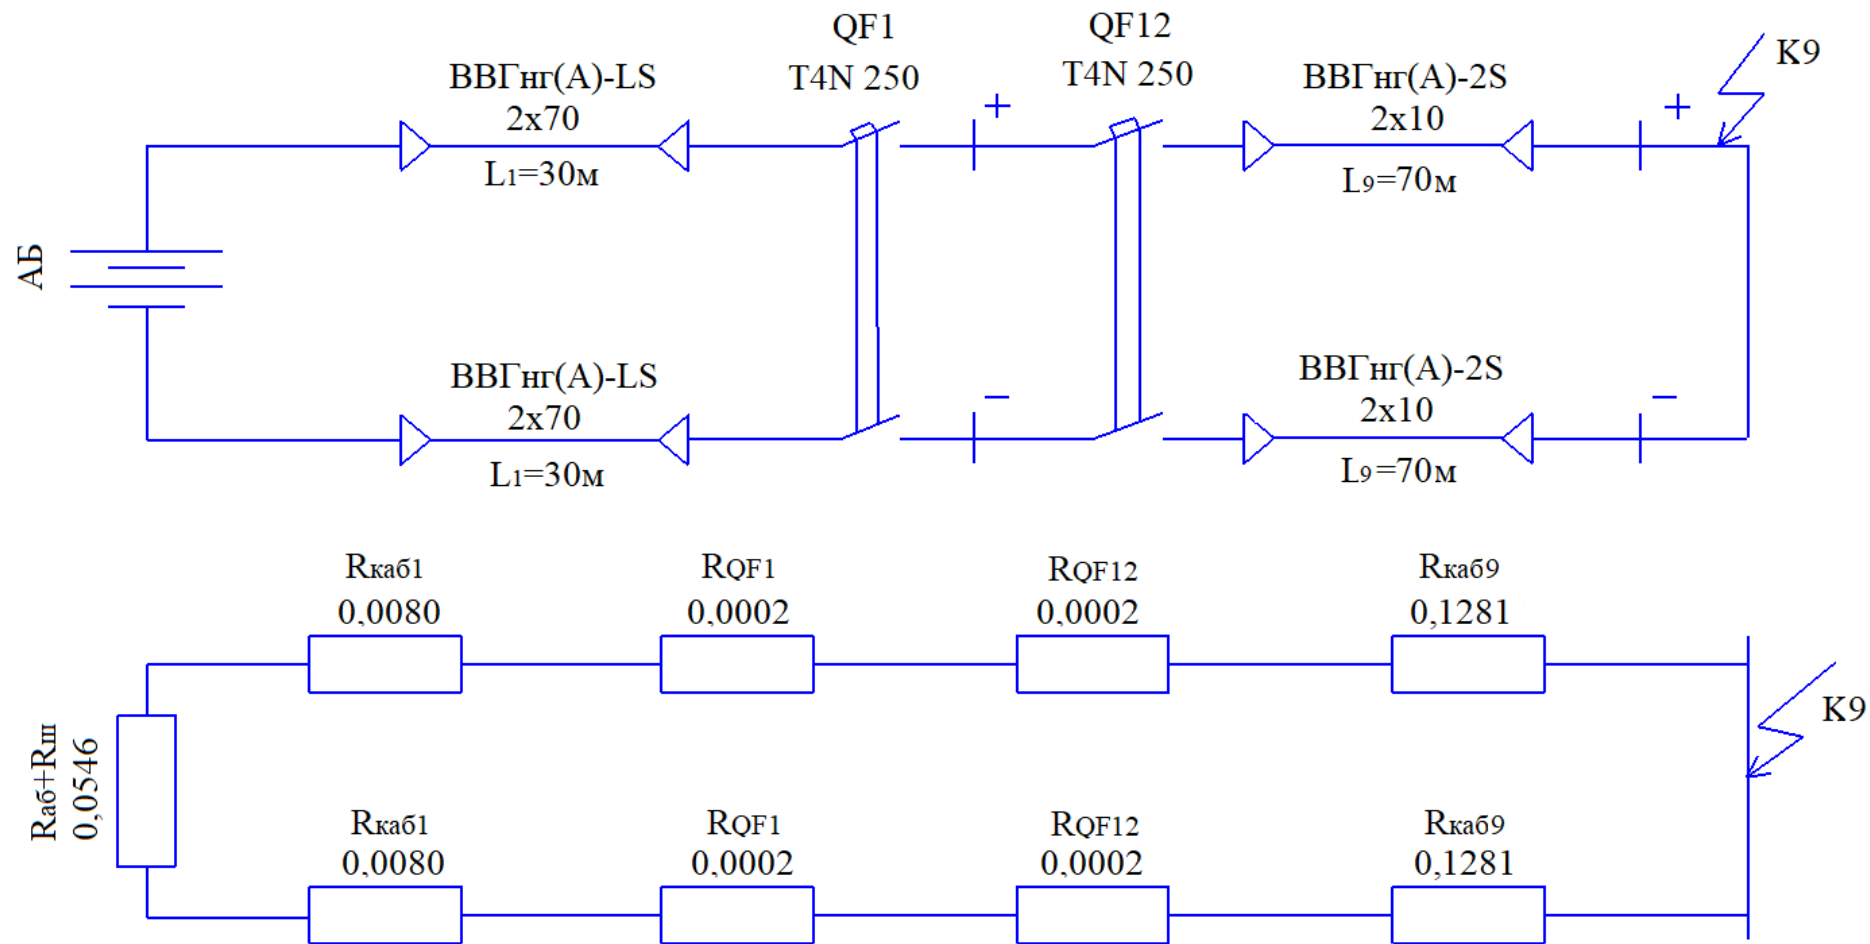 QF1
T4N 250
QF12
T4N 250
K9
ВВГнг(А)-LS
2x70
L1=30м
+
ВВГнг(А)-2S
2x10
L9=70м
+
АБ
ВВГнг(А)-LS
2x70
L1=30м
−
ВВГнг(А)-2S
2x10
L9=70м
−
Rкаб1
0,0080
RQF1
0,0002
RQF12
0,0002
Rкаб9
0,1281
K9
Rаб+Rш
0,0546
Rкаб1
0,0080
RQF1
0,0002
RQF12
0,0002
Rкаб9
0,1281